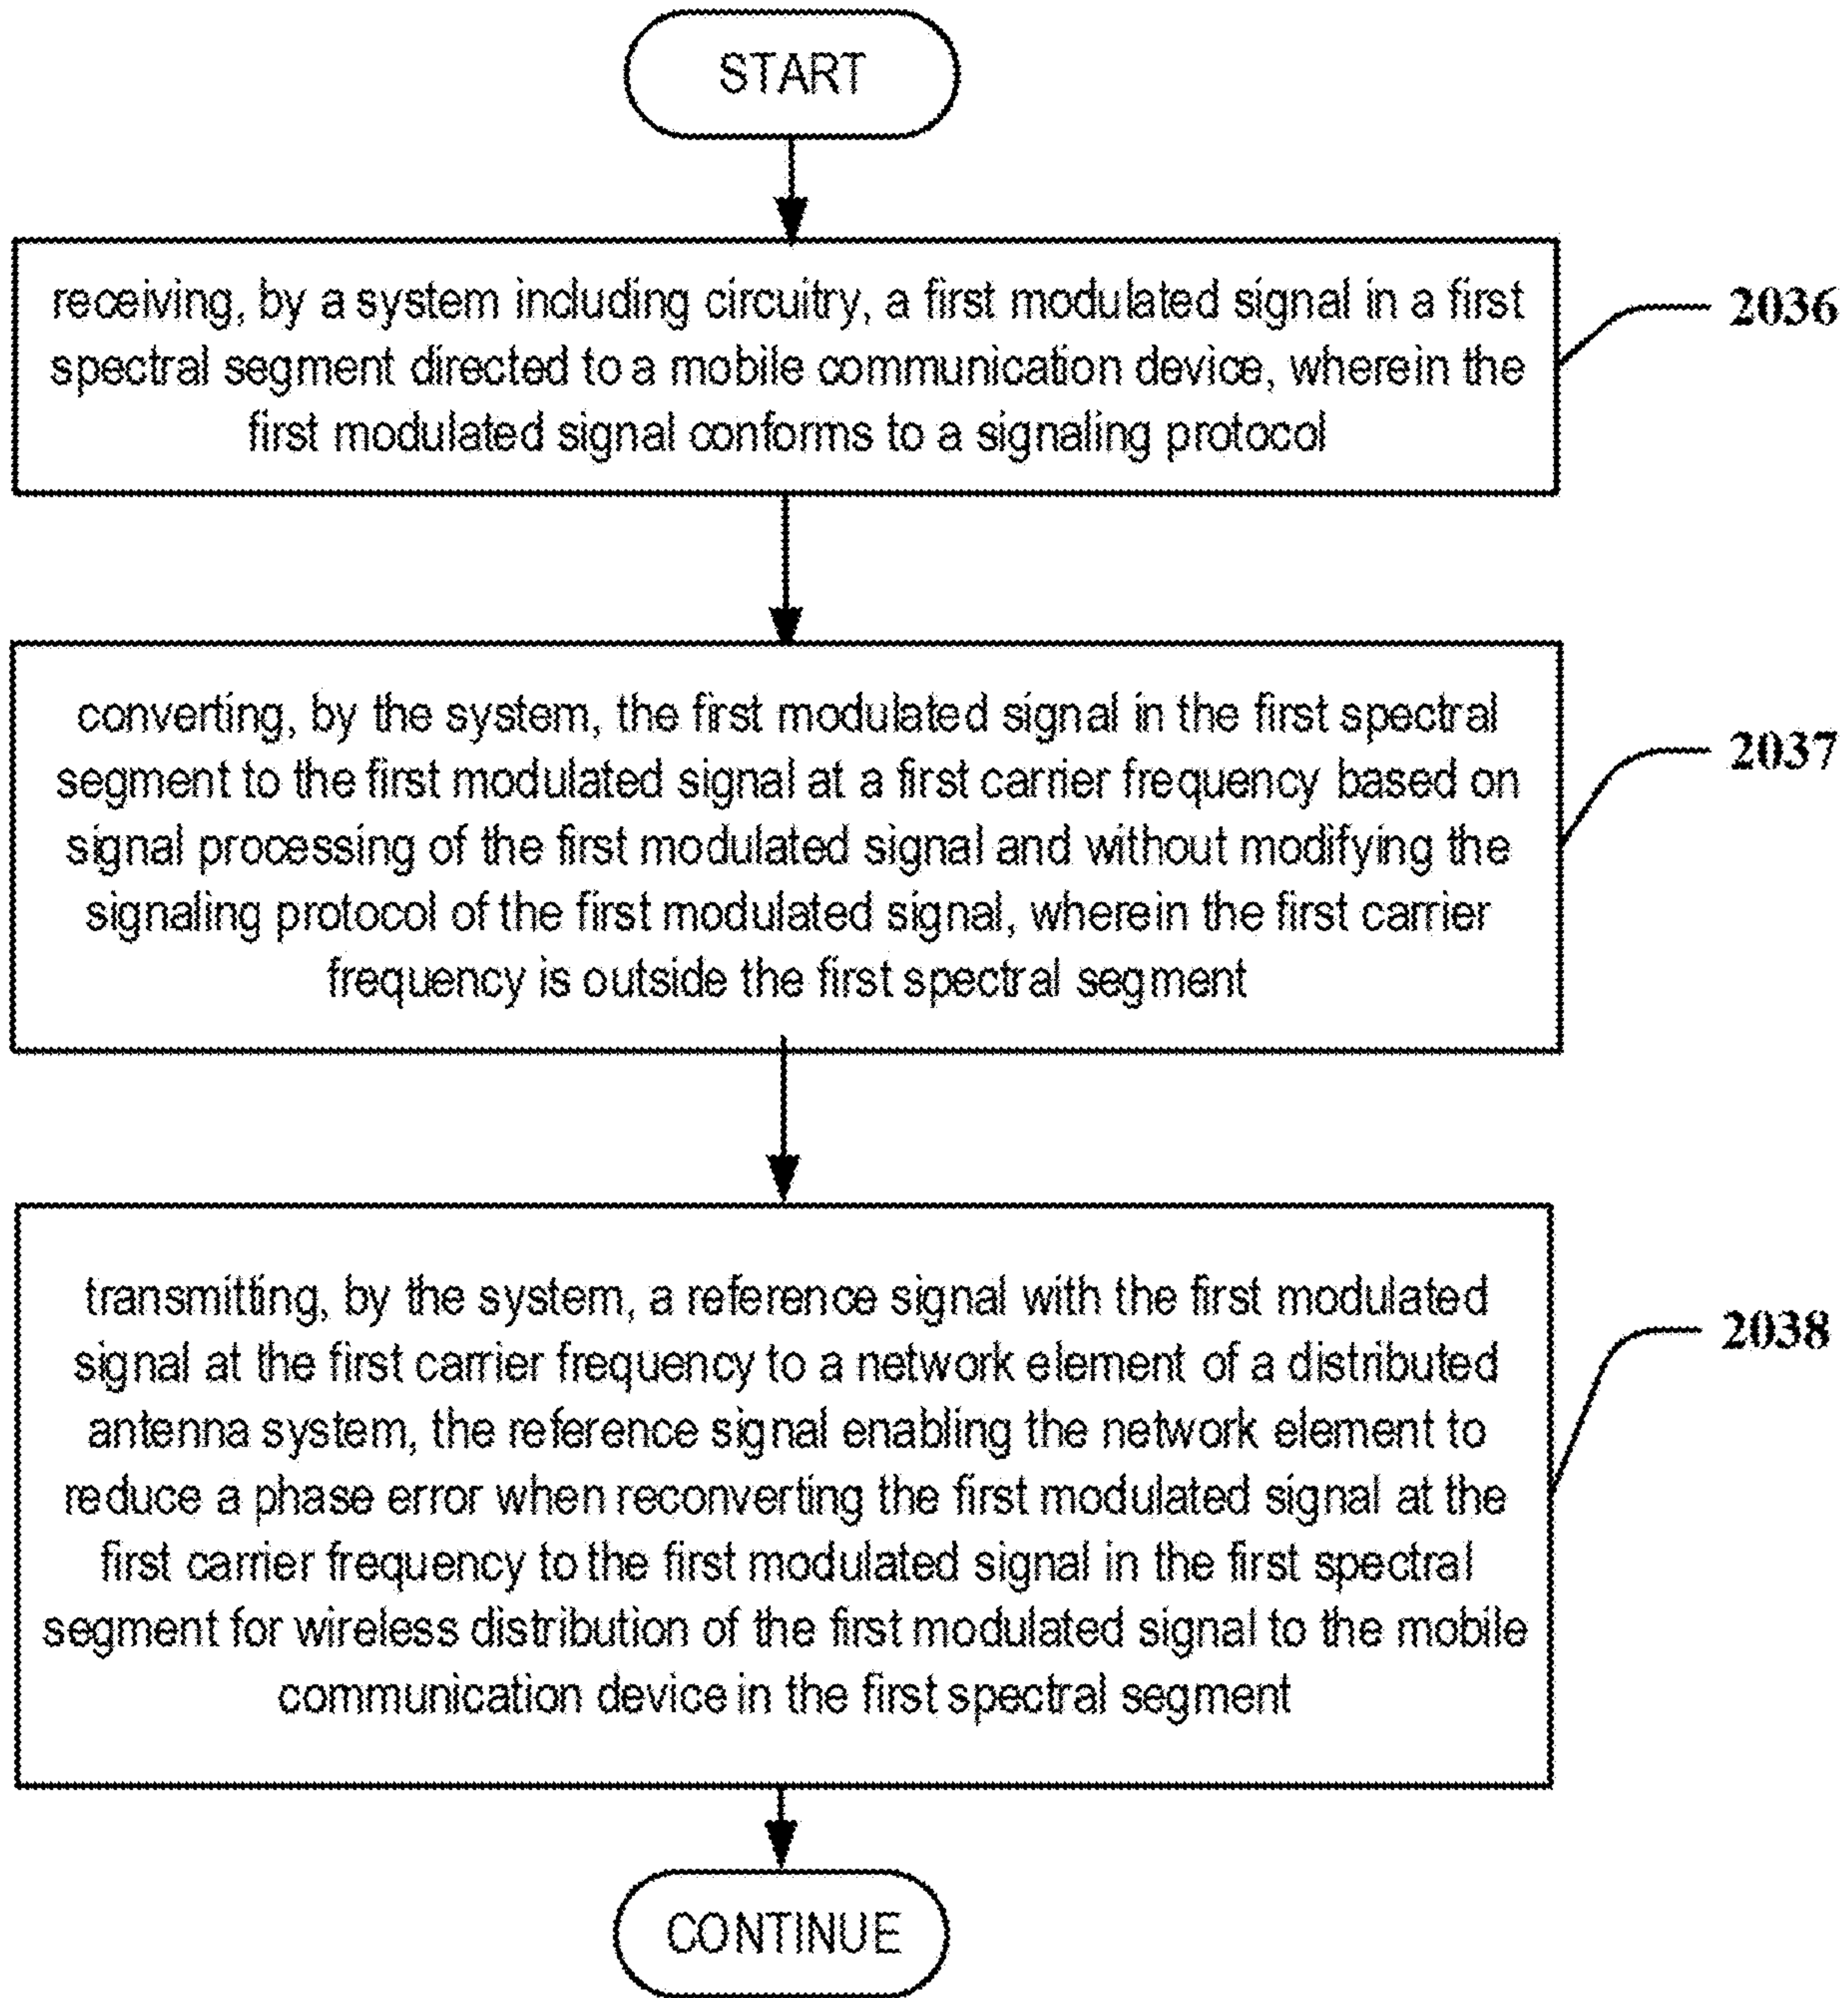 START
receiving, by a system including circuitry, a first modulated signal in a first
spectral segment directed to a mobile communication device, wherein the
first modulated signal conforms to a signaling protocol
2036
converting, by the system, the first modulated signal in the first spectral
segment to the first modulated signal at a first carrier frequency based on
signal processing of the first modulated signal and without modifying the
signaling protocol of the first modulated signal, wherein the first carrier
frequency is outside the first spectral segment
2037
transmitting, by the system, a reference signal with the first modulated
signal at the first carrier frequency to a network element of a distributed
antenna system, the reference signal enabling the network element to
reduce a phase error when reconverting the first modulated signal at the
first carrier frequency to the first modulated signal in the first spectral
segment for wireless distribution of the first modulated signal to the mobile
communication device in the first spectral segment
2038
CONTINUE